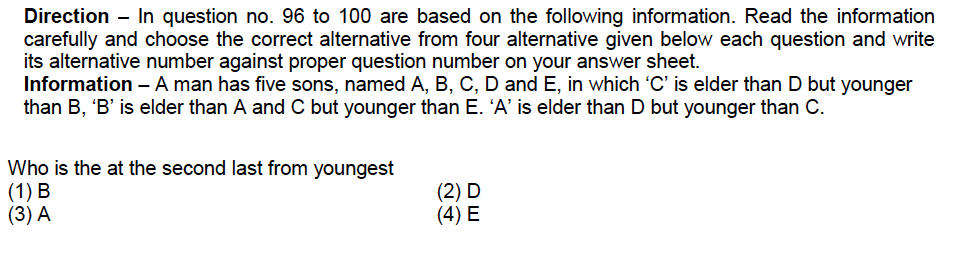 Direction – In question no. 96 to 100 are based on the following information. Read the information
carefully and choose the correct alternative from four alternative given below each question and write
its alternative number against proper question number on your answer sheet.
Information – A man has five sons, named A, B, C, D and E, in which ‘C’ is elder than D but younger
than B, ‘B’ is elder than A and C but younger than E. ‘A’ is elder than D but younger than C.
Who is the at the second last from youngest
(1) B (2) D
(3) A (4) E